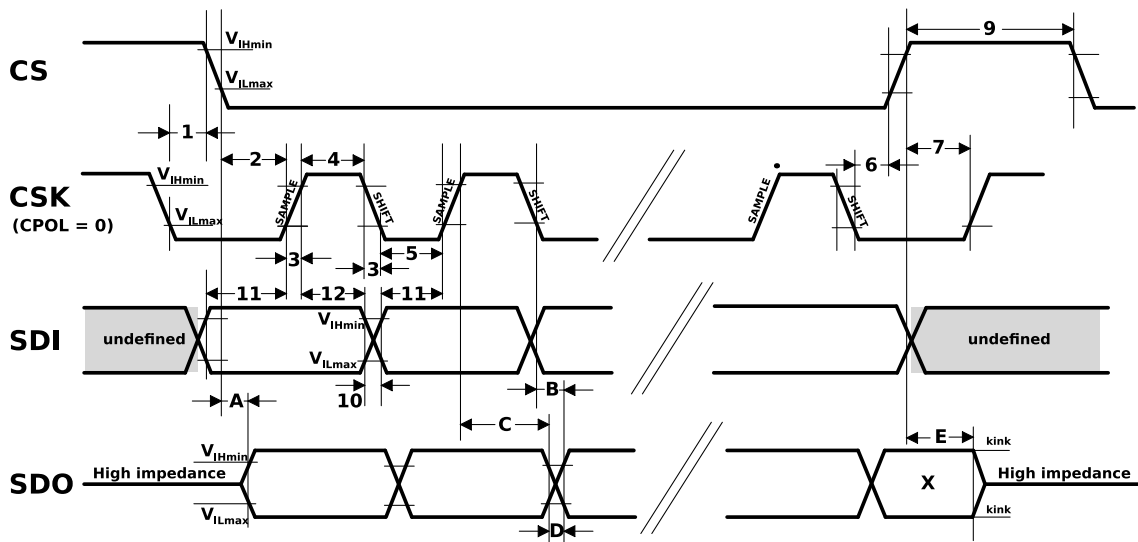 CS
V_IHmin
V_ILmax
9
1
2
4
6
7
CSK
(CPOL = 0)
V_IHmin
V_ILmax
SAMPLE
SHIFT
SAMPLE
SHIFT
SAMPLE
SHIFT
3
3
5
11
12
11
SDI
undefined
V_IHmin
V_ILmax
undefined
A
10
B
C
E
SDO
High impedance
V_IHmin
V_ILmax
D
X
kink
kink
High impedance